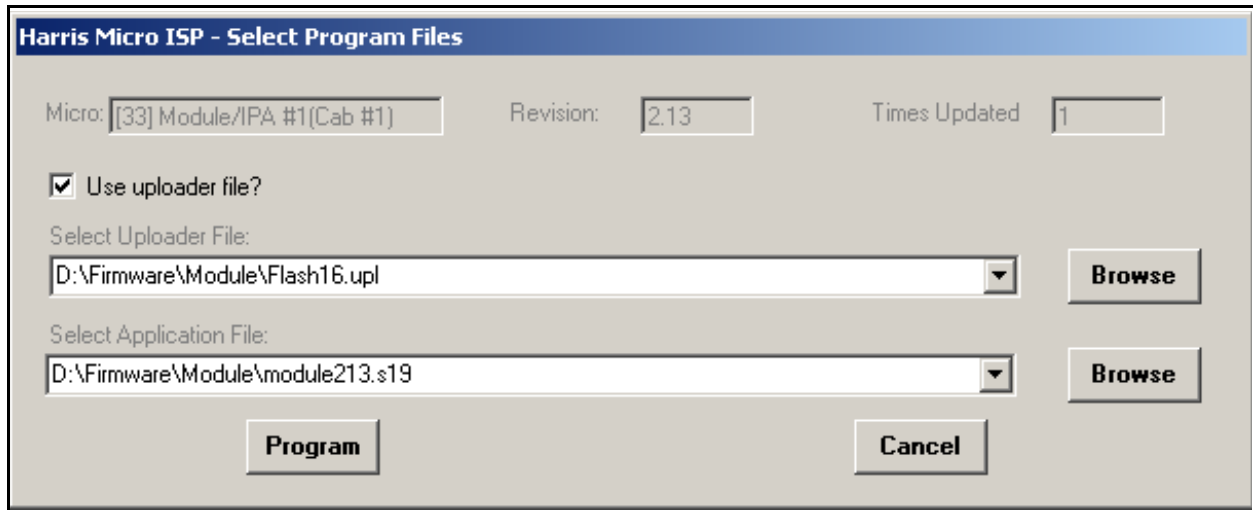 Harris Micro ISP - Select Program Files
Micro: [33] Module/IPA #1(Cab #1) Revision: 2.13 Times Updated 1
Use uploader file?
Select Uploader File:
D:\Firmware\Module\Flash16.upl Browse
Select Application File:
D:\Firmware\Module\module213.s19 Browse
Program Cancel